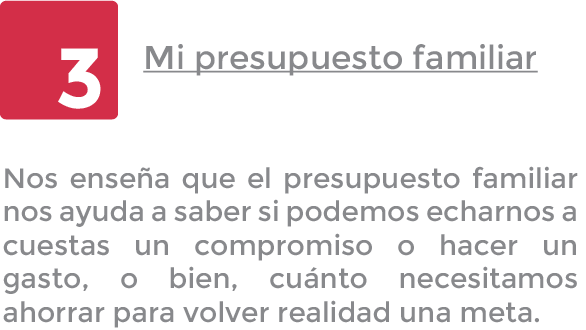 3
Mi presupuesto familiar
Nos enseña que el presupuesto familiar
nos ayuda a saber si podemos echarnos a
cuestas un compromiso o hacer un
gasto, o bien, cuánto necesitamos
ahorrar para volver realidad una meta.